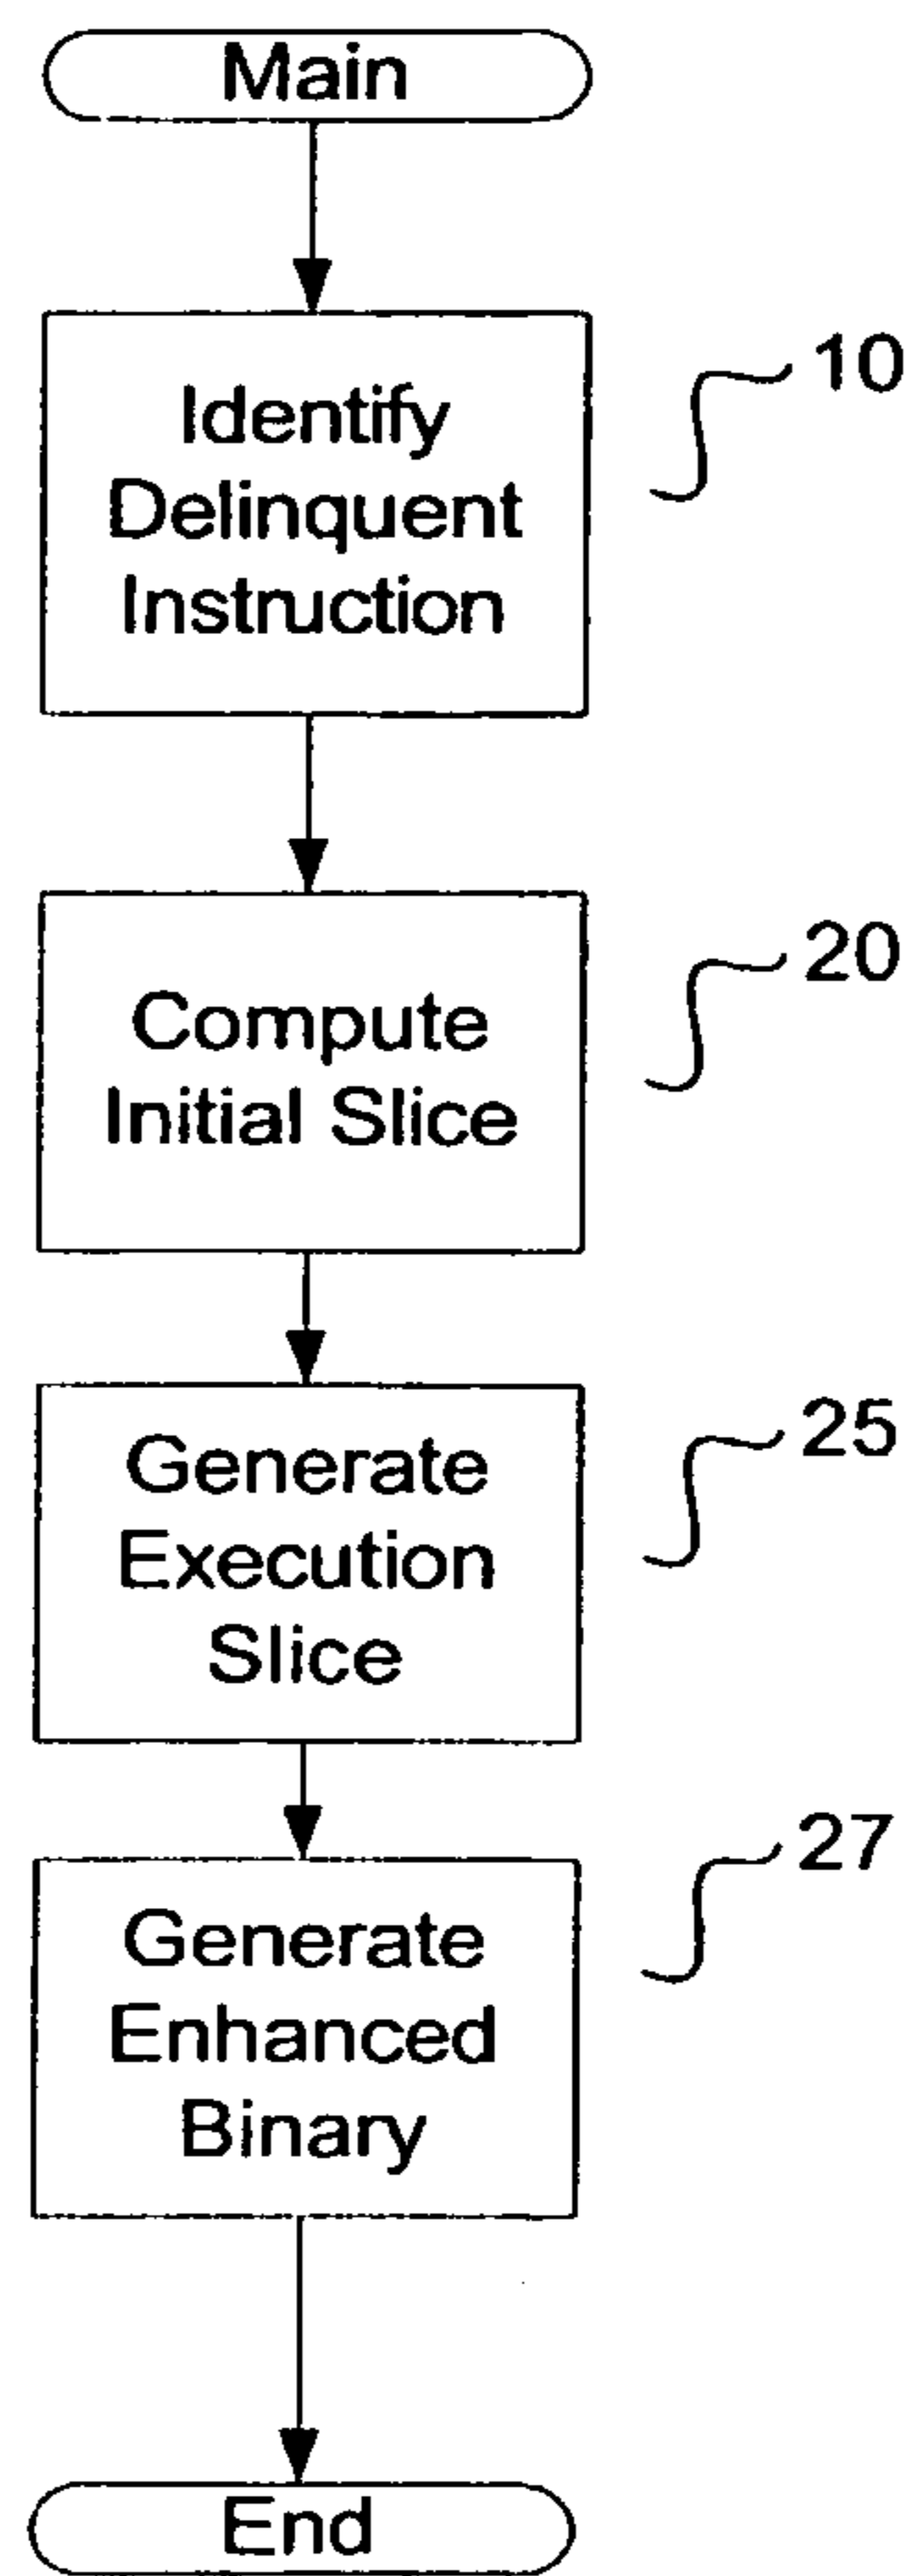 Main
Identify
Delinquent
Instruction
10
Compute
Initial Slice
20
Generate
Execution
Slice
25
Generate
Enhanced
Binary
27
End